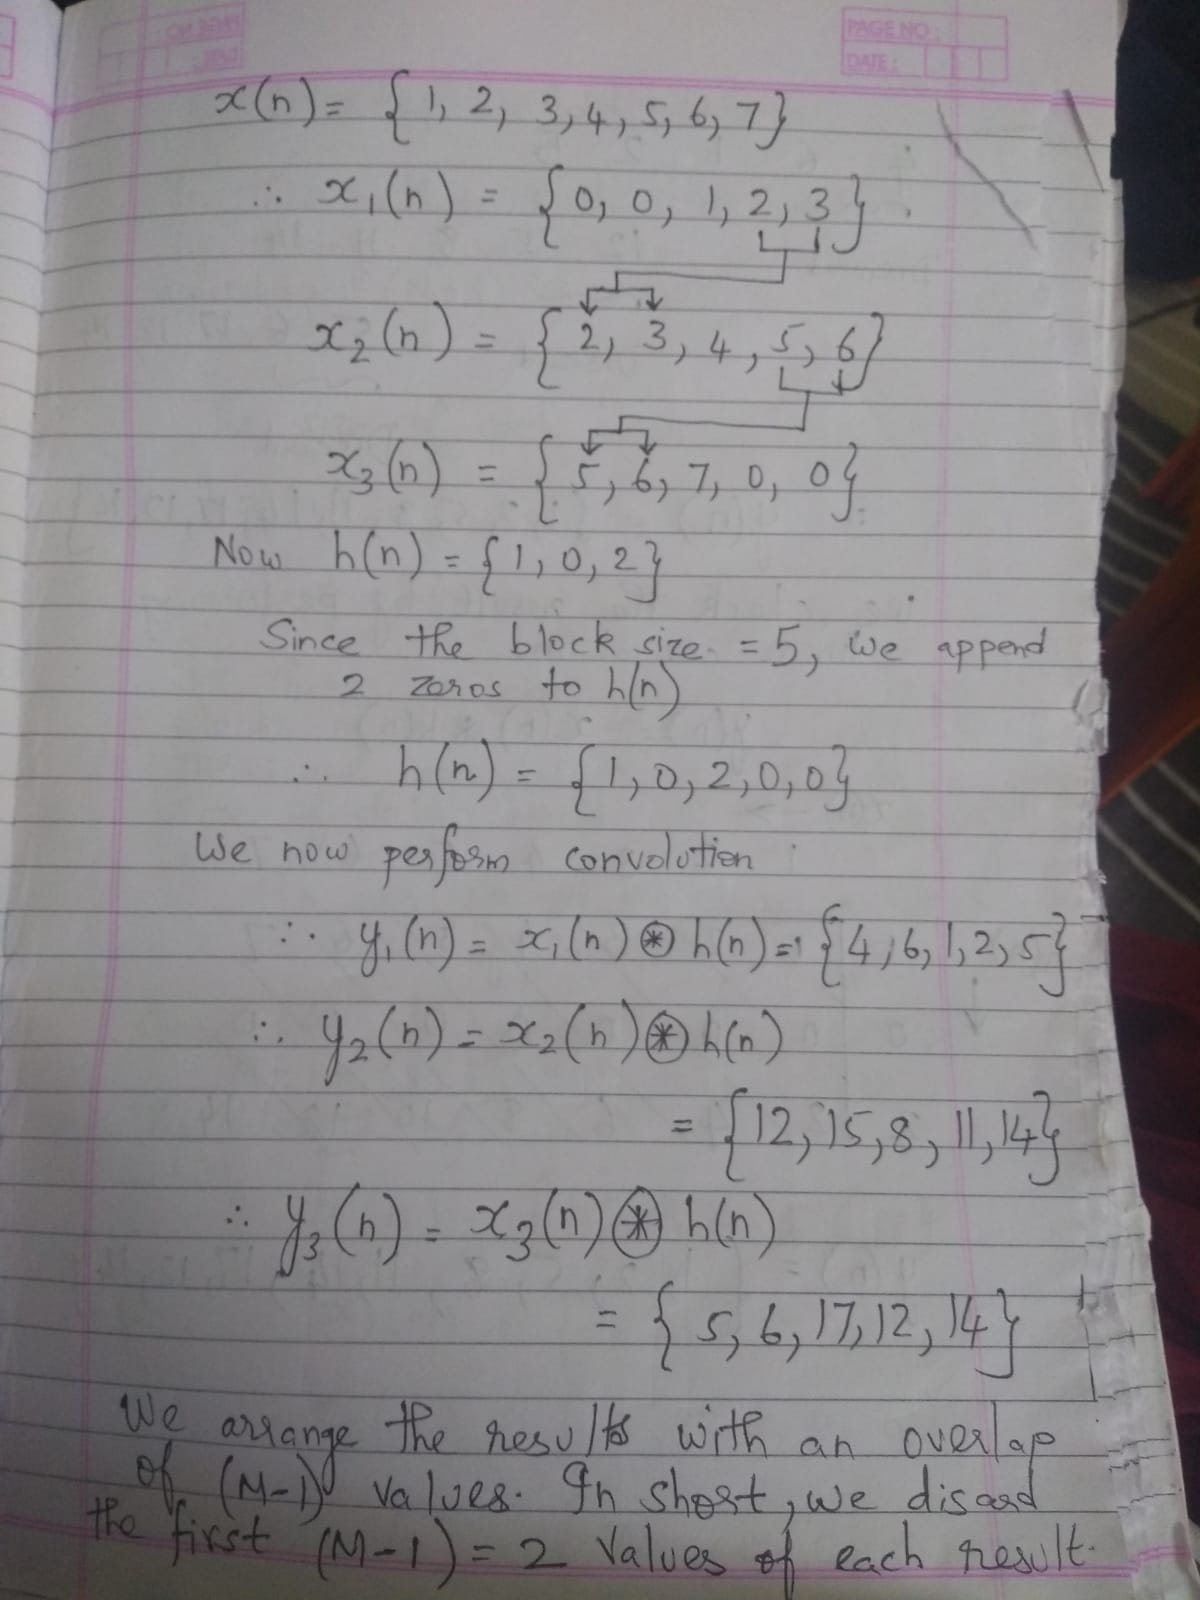 PAGE NO :
DATE :
x(n) = { 1, 2, 3, 4, 5, 6, 7}
∴ x₁(n) = {0, 0, 1, 2, 3}
x₂(n) = { 2, 3, 4, 5, 6}
x₃(n) = { 5, 6, 7, 0, 0}
Now h(n) = {1, 0, 2}
Since the block size = 5, we append
2 zeros to h(n)
∴ h(n) = {1, 0, 2, 0, 0}
We now perform convolution
∴ y₁(n) = x₁(n) ⊛ h(n) = {4, 6, 1, 2, 5}
∴ y₂(n) = x₂(n) ⊛ h(n)
= {12, 15, 8, 11, 14}
∴ y₃(n) = x₃(n) ⊛ h(n)
= { 5, 6, 17, 12, 14}
We arrange the results with an overlap
of (M-1) values. In short, we disard
the first (M-1) = 2 values of each result.